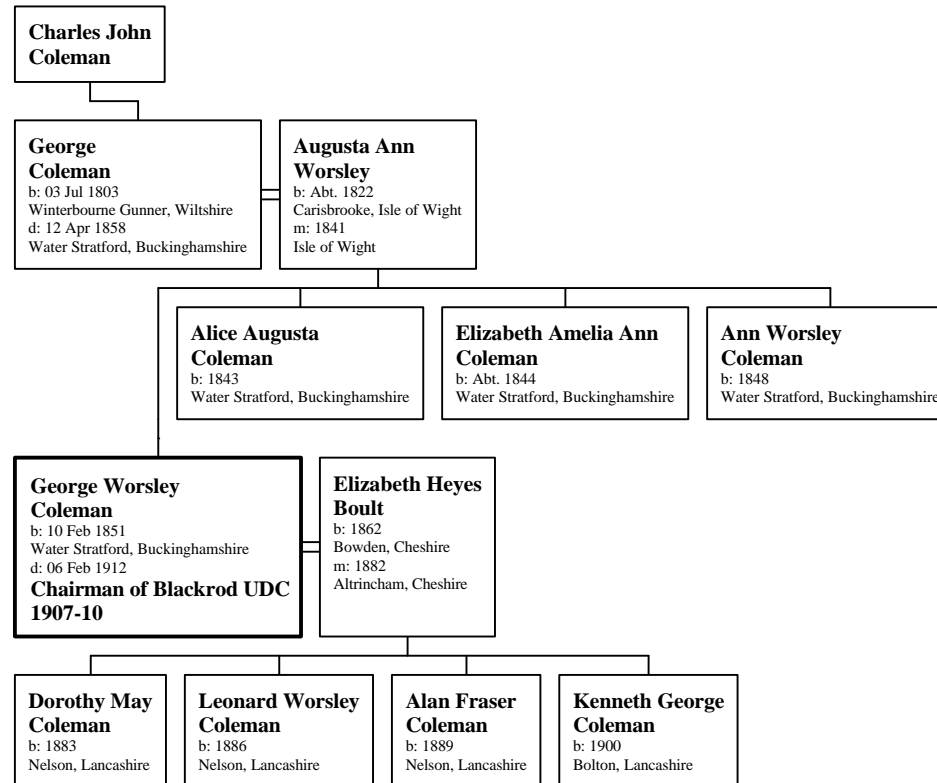 Charles John
Coleman
George
Coleman
b: 03 Jul 1803
Winterbourne Gunner, Wiltshire
d: 12 Apr 1858
Water Stratford, Buckinghamshire
Augusta Ann
Worsley
b: Abt. 1822
Carisbrooke, Isle of Wight
m: 1841
Isle of Wight
Alice Augusta
Coleman
b: 1843
Water Stratford, Buckinghamshire
Elizabeth Amelia Ann
Coleman
b: Abt. 1844
Water Stratford, Buckinghamshire
Ann Worsley
Coleman
b: 1848
Water Stratford, Buckinghamshire
George Worsley
Coleman
b: 10 Feb 1851
Water Stratford, Buckinghamshire
d: 06 Feb 1912
Chairman of Blackrod UDC
1907-10
Elizabeth Heyes
Boult
b: 1862
Bowden, Cheshire
m: 1882
Altrincham, Cheshire
Dorothy May
Coleman
b: 1883
Nelson, Lancashire
Leonard Worsley
Coleman
b: 1886
Nelson, Lancashire
Alan Fraser
Coleman
b: 1889
Nelson, Lancashire
Kenneth George
Coleman
b: 1900
Bolton, Lancashire